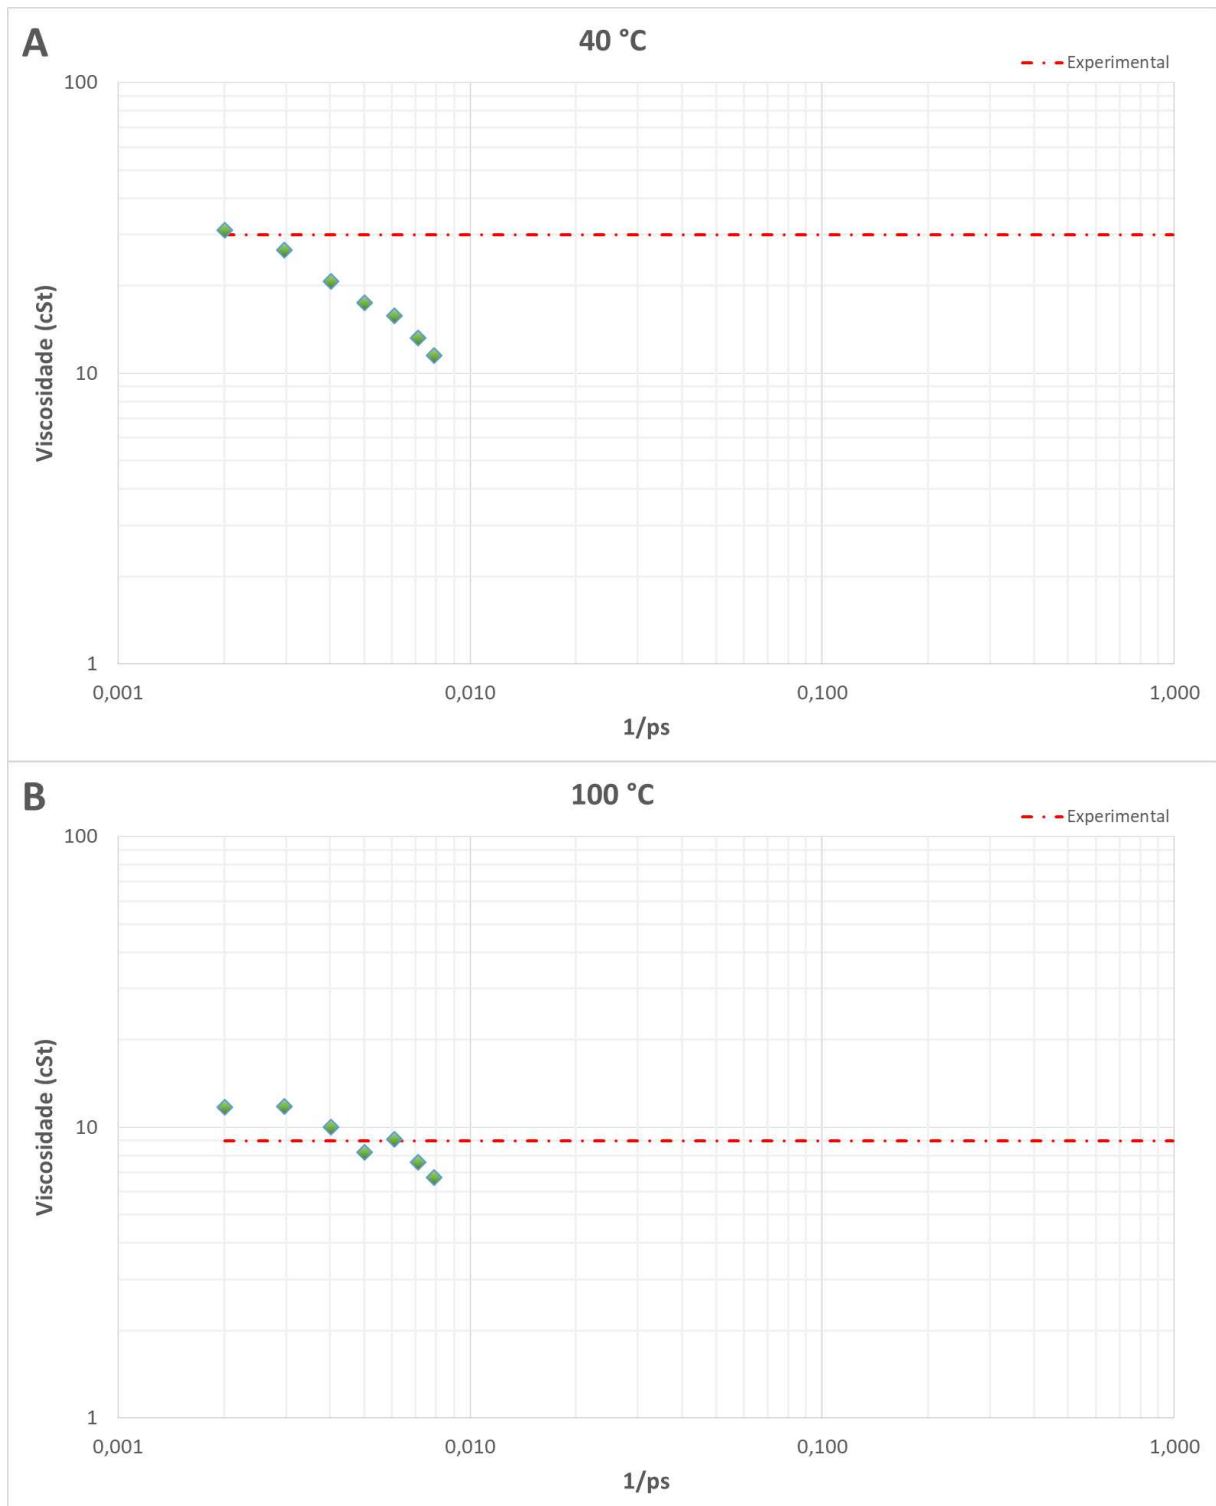 A
40 °C
Experimental
100
10
1
Viscosidade (cSt)
0,001
0,010
0,100
1,000
1/ps
B
100 °C
Experimental
100
10
1
Viscosidade (cSt)
0,001
0,010
0,100
1,000
1/ps